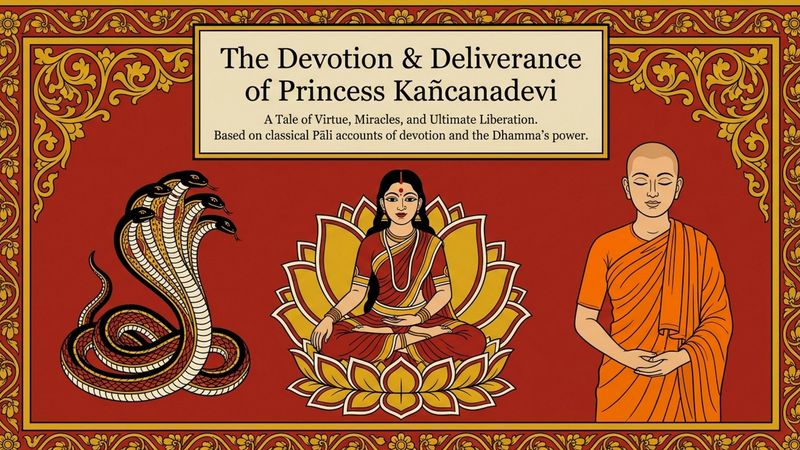 The Devotion & Deliverance
of Princess Kañcanadevi
A Tale of Virtue, Miracles, and Ultimate Liberation.
Based on classical Pāli accounts of devotion and the Dhamma's power.